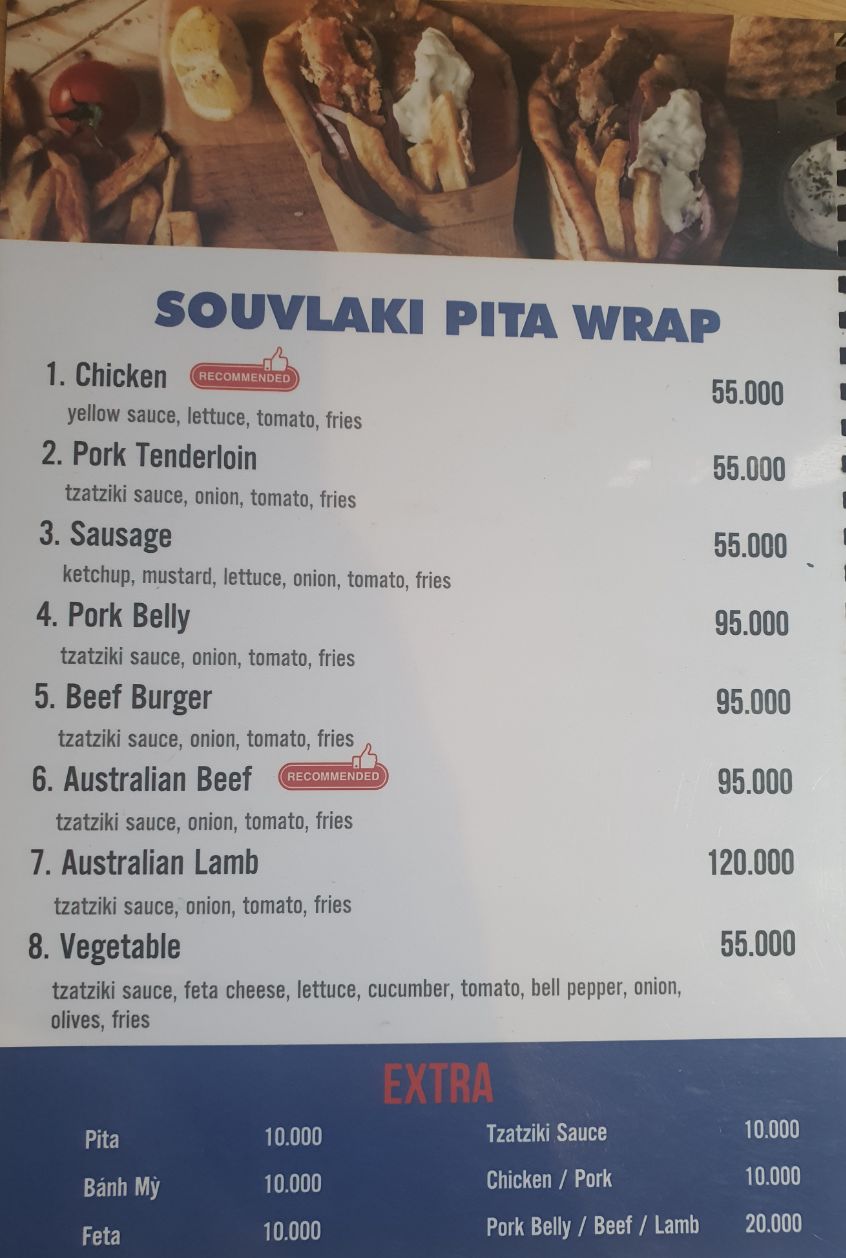 SOUVLAKI PITA WRAP
1. Chicken RECOMMENDED 55.000
yellow sauce, lettuce, tomato, fries
2. Pork Tenderloin 55.000
tzatziki sauce, onion, tomato, fries
3. Sausage 55.000
ketchup, mustard, lettuce, onion, tomato, fries
4. Pork Belly 95.000
tzatziki sauce, onion, tomato, fries
5. Beef Burger 95.000
tzatziki sauce, onion, tomato, fries
6. Australian Beef RECOMMENDED 95.000
tzatziki sauce, onion, tomato, fries
7. Australian Lamb 120.000
tzatziki sauce, onion, tomato, fries
8. Vegetable 55.000
tzatziki sauce, feta cheese, lettuce, cucumber, tomato, bell pepper, onion,
olives, fries
EXTRA
Pita 10.000 Tzatziki Sauce 10.000
Bánh Mỳ 10.000 Chicken / Pork 10.000
Feta 10.000 Pork Belly / Beef / Lamb 20.000